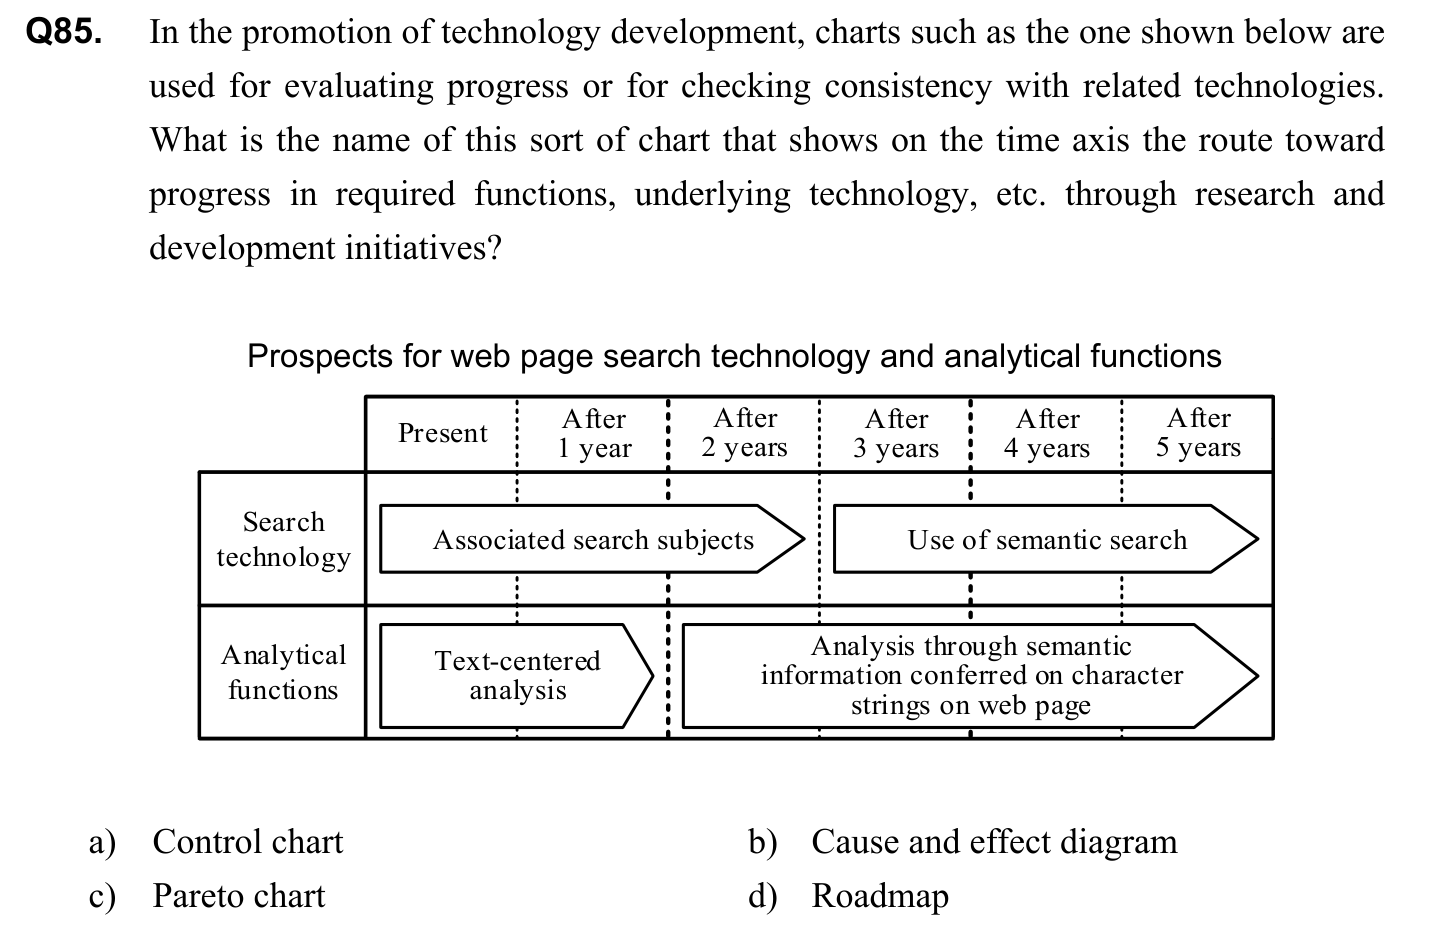 Q85. In the promotion of technology development, charts such as the one shown below are
used for evaluating progress or for checking consistency with related technologies.
What is the name of this sort of chart that shows on the time axis the route toward
progress in required functions, underlying technology, etc. through research and
development initiatives?
Prospects for web page search technology and analytical functions
Present After 1 year After 2 years After 3 years After 4 years After 5 years
Search
technology
Associated search subjects
Use of semantic search
Analytical
functions
Text-centered
analysis
Analysis through semantic
information conferred on character
strings on web page
a) Control chart
b) Cause and effect diagram
c) Pareto chart
d) Roadmap